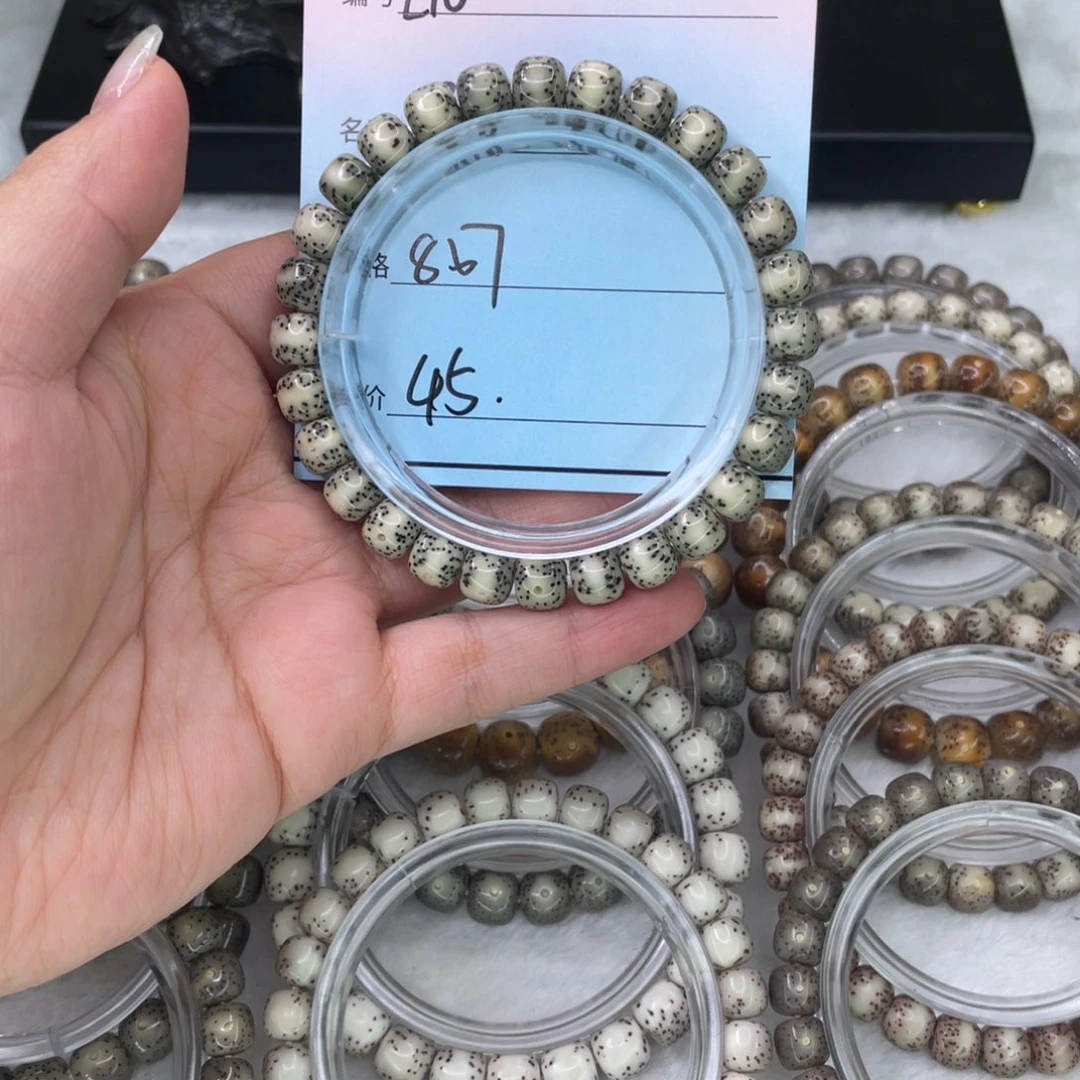 名
格 867
价 45.